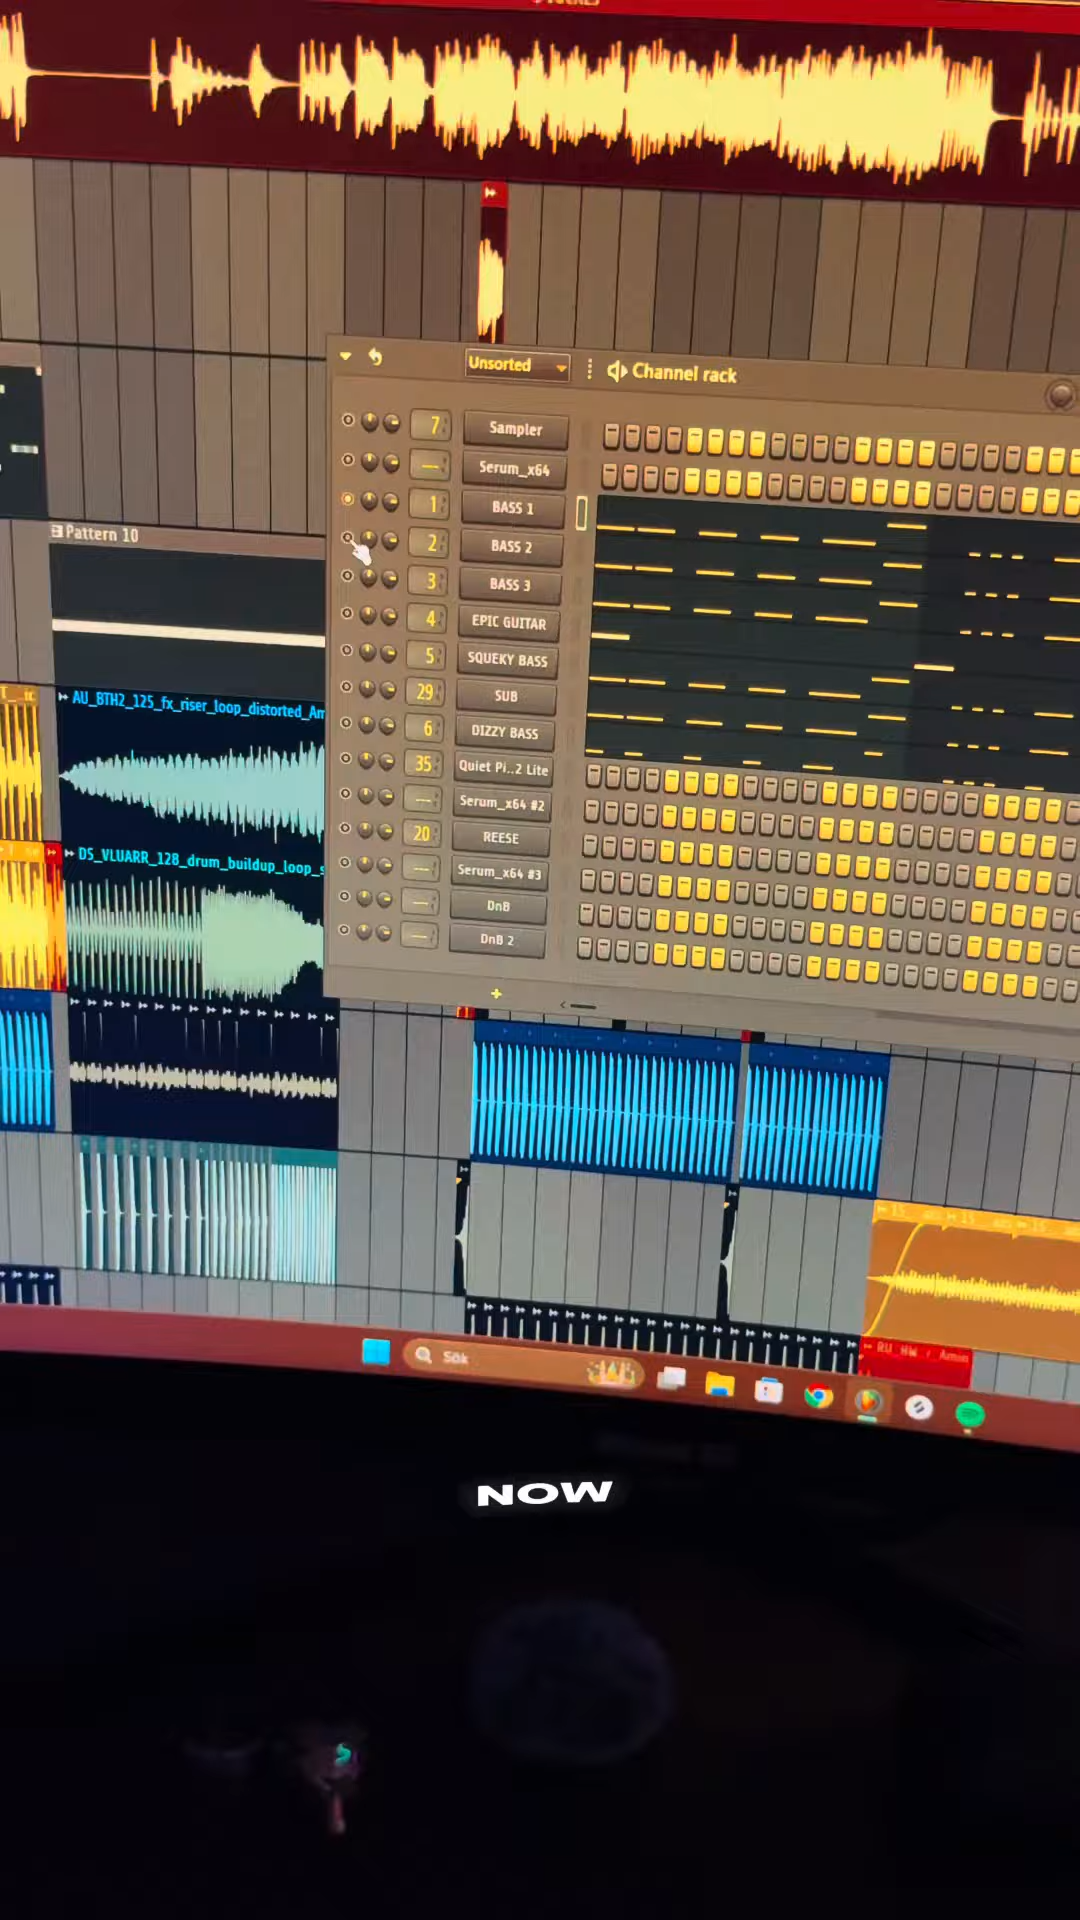 Unsorted
Channel rack
7 Sampler
--- Serum_x64
1 BASS 1
2 BASS 2
Pattern 10
3 BASS 3
4 EPIC GUITAR
5 SQUEKY BASS
29 SUB
AU_BTH2_125_fx_riser_loop_distorted_Am
6 DIZZY BASS
35 Quiet Pi..2 Lite
--- Serum_x64 #2
20 REESE
DS_VLUARR_128_drum_buildup_loop_s
--- Serum_x64 #3
--- DnB
--- DnB 2
+
Sök
NOW